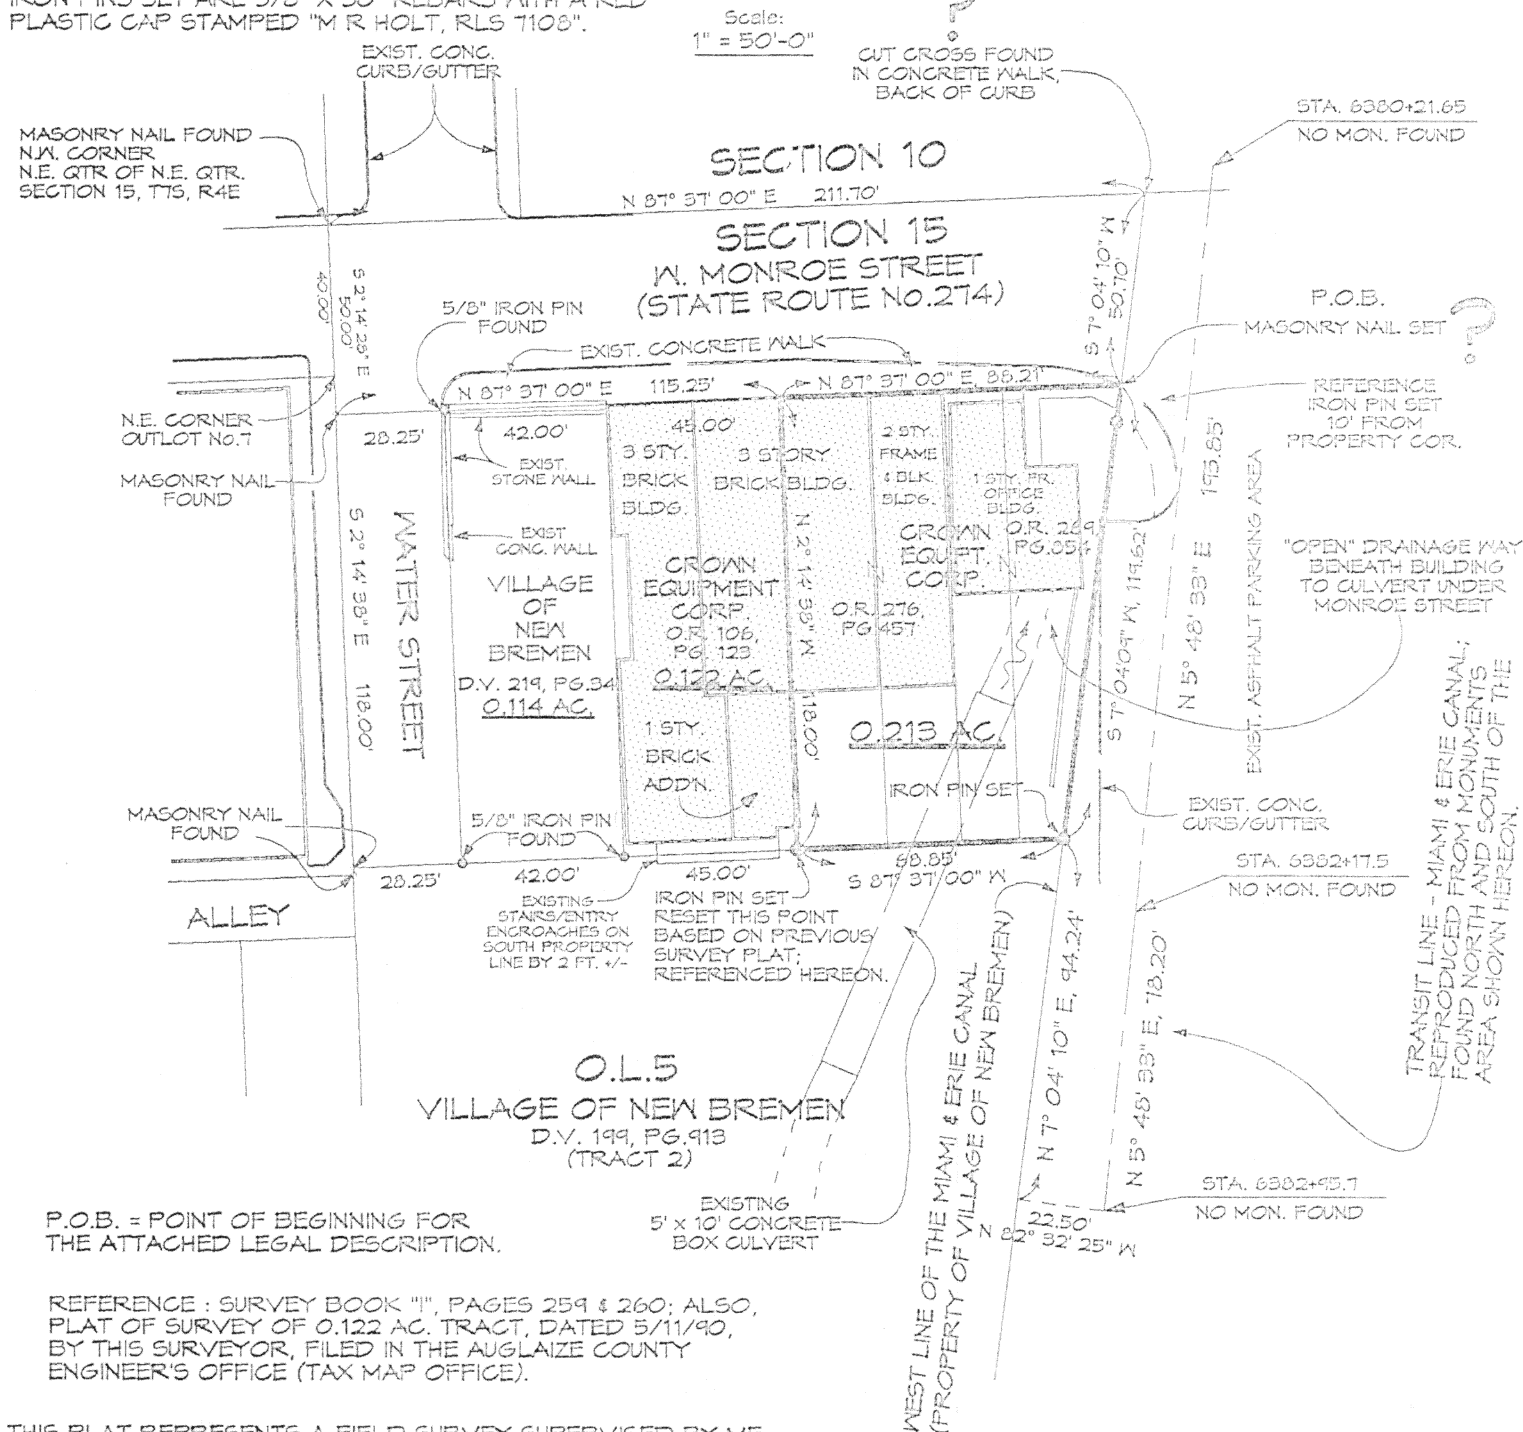 PLASTIC CAP STAMPED "M R HOLT, RLS 7108".
Scale:
1" = 50'-0"
?
EXIST. CONC.
CURB/GUTTER
CUT CROSS FOUND
IN CONCRETE WALK,
BACK OF CURB
STA. 6380+21.65
NO MON. FOUND
MASONRY NAIL FOUND
N.W. CORNER
N.E. QTR OF N.E. QTR.
SECTION 15, T7S, R4E
SECTION 10
N 87° 37' 00" E 211.70'
SECTION 15
W. MONROE STREET
(STATE ROUTE NO.274)
S 7° 04' 10" W
50.70'
40.00'
S 2° 14' 25" E
50.00'
5/8" IRON PIN
FOUND
P.O.B.
MASONRY NAIL SET
?
EXIST. CONCRETE WALK
N 87° 37' 00" E 115.25'
N 87° 37' 00" E, 88.21'
REFERENCE
IRON PIN SET
10' FROM
PROPERTY COR.
N.E. CORNER
OUTLOT No.7
28.25'
42.00'
45.00'
MASONRY NAIL
FOUND
EXIST.
STONE WALL
EXIST
CONC. WALL
3 STY.
BRICK
BLDG.
3 STORY
BRICK BLDG.
2 STY.
FRAME
& BLK.
BLDG.
1 STY. FR.
OFFICE
BLDG.
O.R. 269,
PG.854
CROWN
EQUIPT.
CORP.
O.R. 276,
PG 457
N 2° 14' 38" W
118.00'
CROWN
EQUIPMENT
CORP.
O.R. 106,
PG. 123
0.122 AC.
VILLAGE
OF
NEW
BREMEN
D.V. 219, PG.34
0.114 AC.
WATER STREET
S 2° 14' 38" E 118.00'
1 STY.
BRICK
ADD'N.
0.213 AC.
IRON PIN SET
S 7° 04'09" W, 119.62'
N 5° 48' 33" E 195.85'
EXIST. ASPHALT PARKING AREA
"OPEN" DRAINAGE WAY
BENEATH BUILDING
TO CULVERT UNDER
MONROE STREET
TRANSIT LINE - MIAMI & ERIE CANAL;
REPRODUCED FROM MONUMENTS
FOUND NORTH AND SOUTH OF THE
AREA SHOWN HEREON.
EXIST. CONC.
CURB/GUTTER
STA. 6382+17.5
NO MON. FOUND
MASONRY NAIL
FOUND
5/8" IRON PIN
FOUND
28.25'
42.00'
45.00'
68.85'
S 87° 37' 00" W
ALLEY
EXISTING
STAIRS/ENTRY
ENCROACHES ON
SOUTH PROPERTY
LINE BY 2 FT. +/-
IRON PIN SET
RESET THIS POINT
BASED ON PREVIOUS
SURVEY PLAT;
REFERENCED HEREON.
WEST LINE OF THE MIAMI & ERIE CANAL
(PROPERTY OF VILLAGE OF NEW BREMEN)
N 7° 04' 10" E, 94.24'
N 5° 48' 33" E, 78.20'
O.L.5
VILLAGE OF NEW BREMEN
D.V. 199, PG.913
(TRACT 2)
EXISTING
5' x 10' CONCRETE
BOX CULVERT
STA. 6382+95.7
NO MON. FOUND
22.50'
N 82° 32' 25" W
P.O.B. = POINT OF BEGINNING FOR
THE ATTACHED LEGAL DESCRIPTION.
REFERENCE : SURVEY BOOK "I", PAGES 259 & 260; ALSO,
PLAT OF SURVEY OF 0.122 AC. TRACT, DATED 5/11/90,
BY THIS SURVEYOR, FILED IN THE AUGLAIZE COUNTY
ENGINEER'S OFFICE (TAX MAP OFFICE).
THIS PLAT REPRESENTS A FIELD SURVEY SUPERVISED BY ME